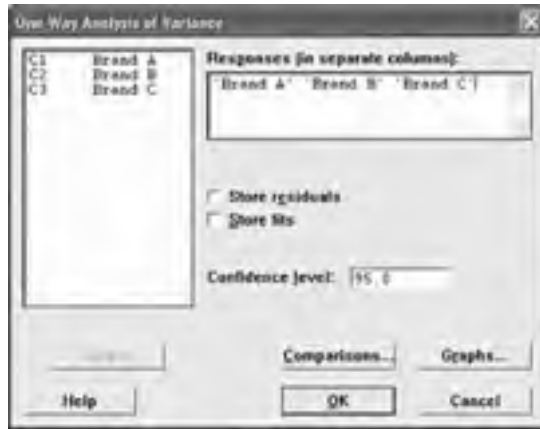 One-Way Analysis of Variance
C1 Brand A
C2 Brand B
C3 Brand C
Responses (in separate columns):
'Brand A' 'Brand B' 'Brand C'
Store residuals
Store fits
Confidence level: 95.0
Comparisons... Graphs...
Help OK Cancel